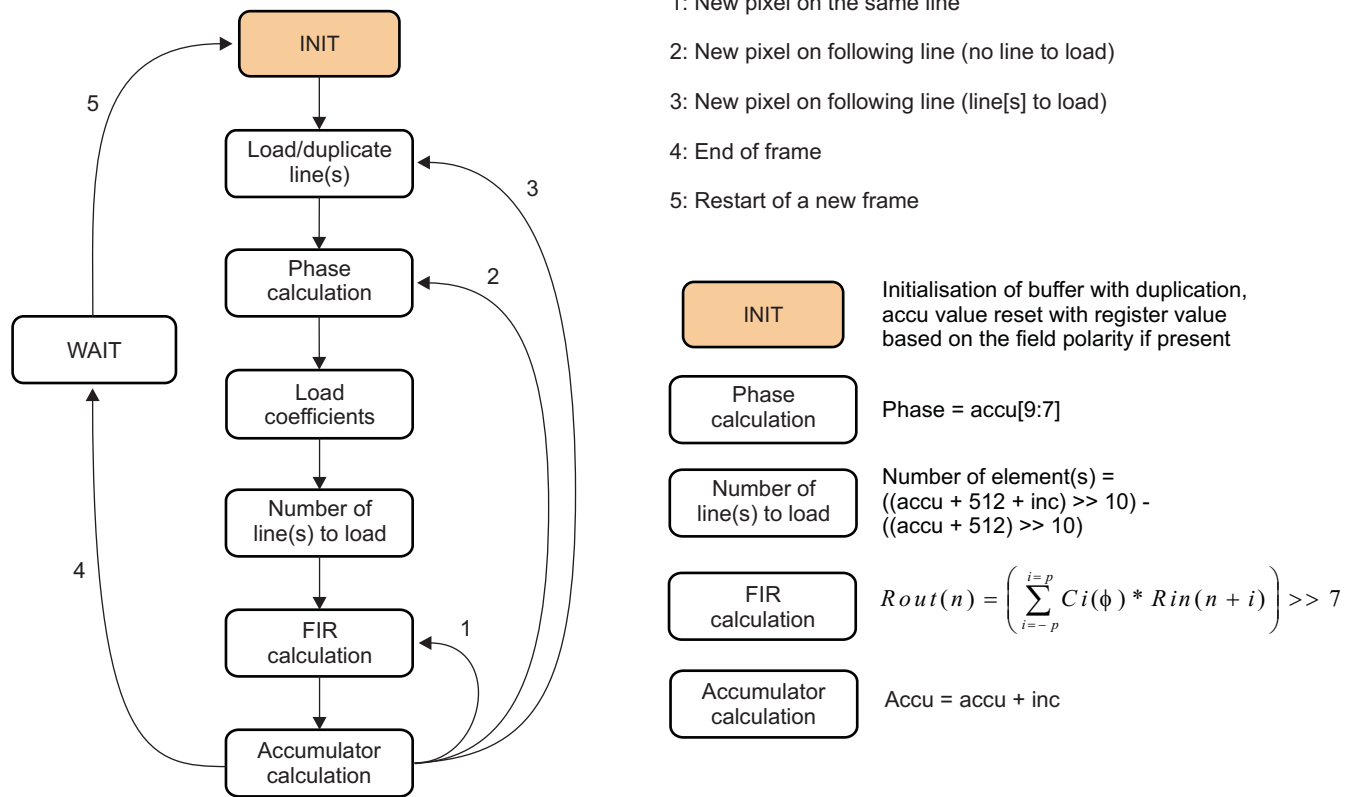 INIT
5
Load/duplicate
line(s)
3
Phase
calculation
2
WAIT
Load
coefficients
Number of
line(s) to load
4
FIR
calculation
1
Accumulator
calculation
1: New pixel on the same line
2: New pixel on following line (no line to load)
3: New pixel on following line (line[s] to load)
4: End of frame
5: Restart of a new frame
INIT
Initialisation of buffer with duplication,
accu value reset with register value
based on the field polarity if present
Phase
calculation
Phase = accu[9:7]
Number of
line(s) to load
Number of element(s) =
((accu + 512 + inc) >> 10) -
((accu + 512) >> 10)
FIR
calculation
Rout(n) = ( ∑ i=-p i=p Ci(ϕ) * Rin(n + i) ) >> 7
Accumulator
calculation
Accu = accu + inc